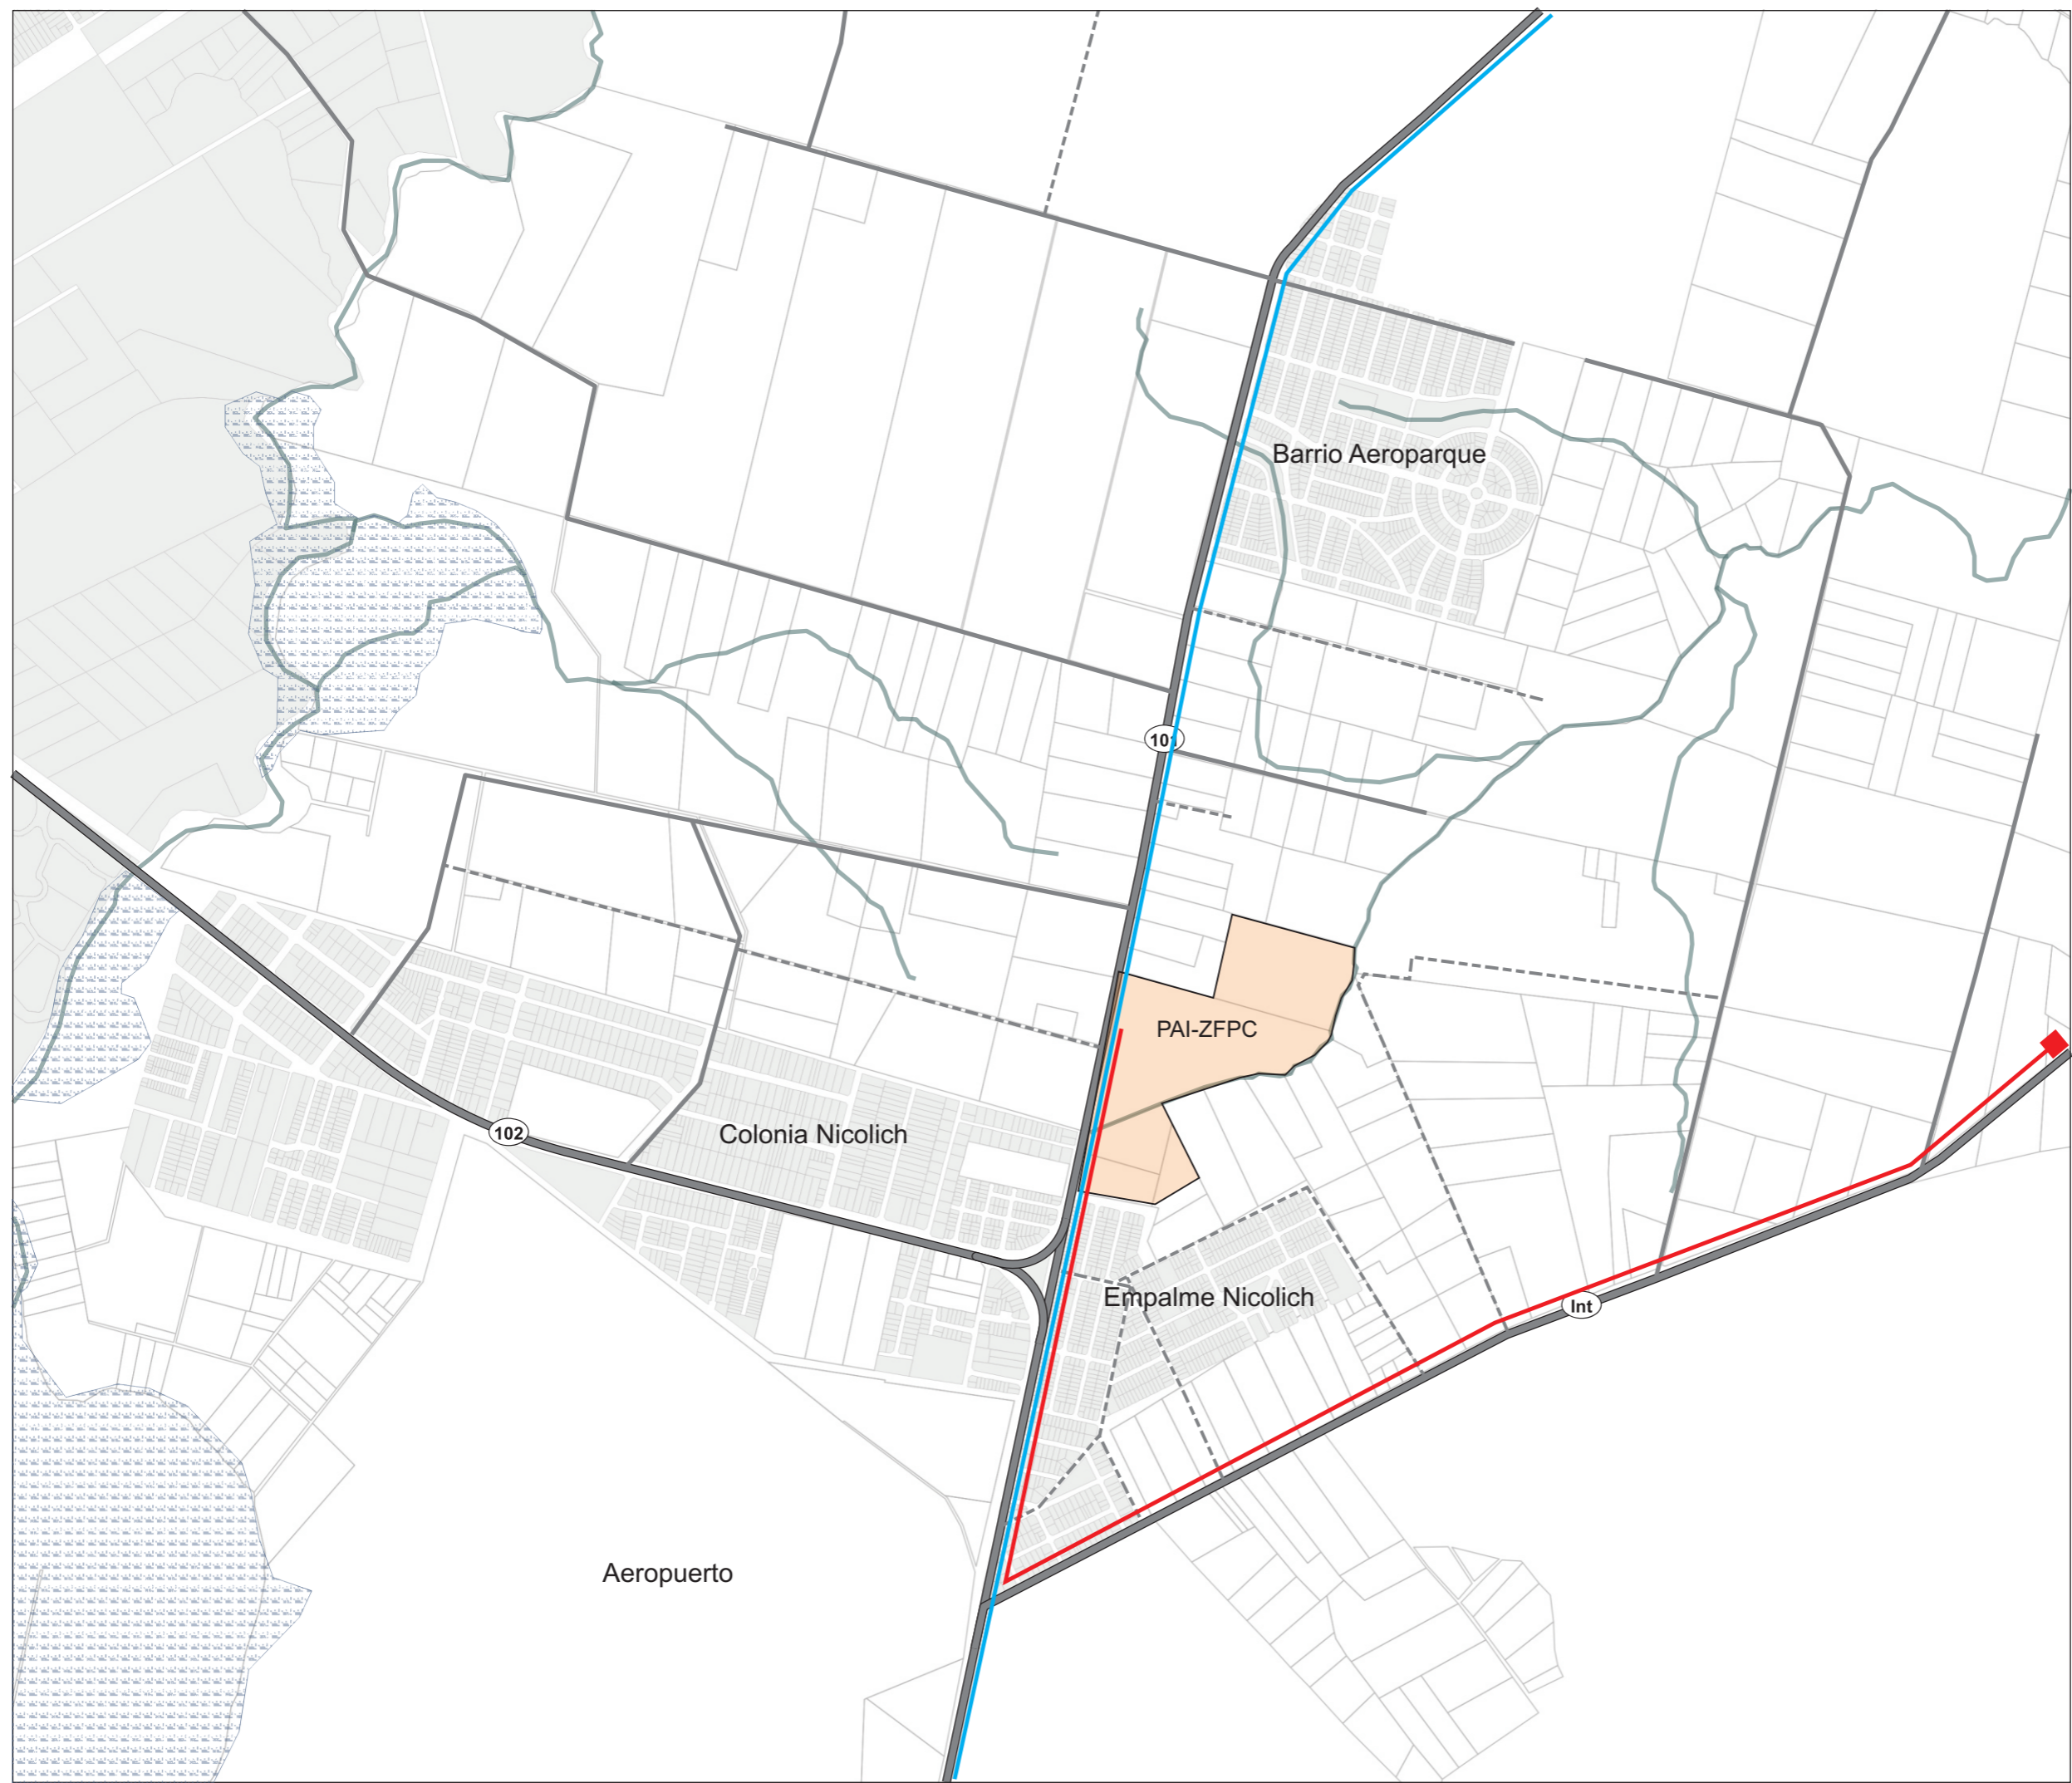 Barrio Aeroparque
101
PAI-ZFPC
102
Colonia Nicolich
Empalme Nicolich
Int
Aeropuerto